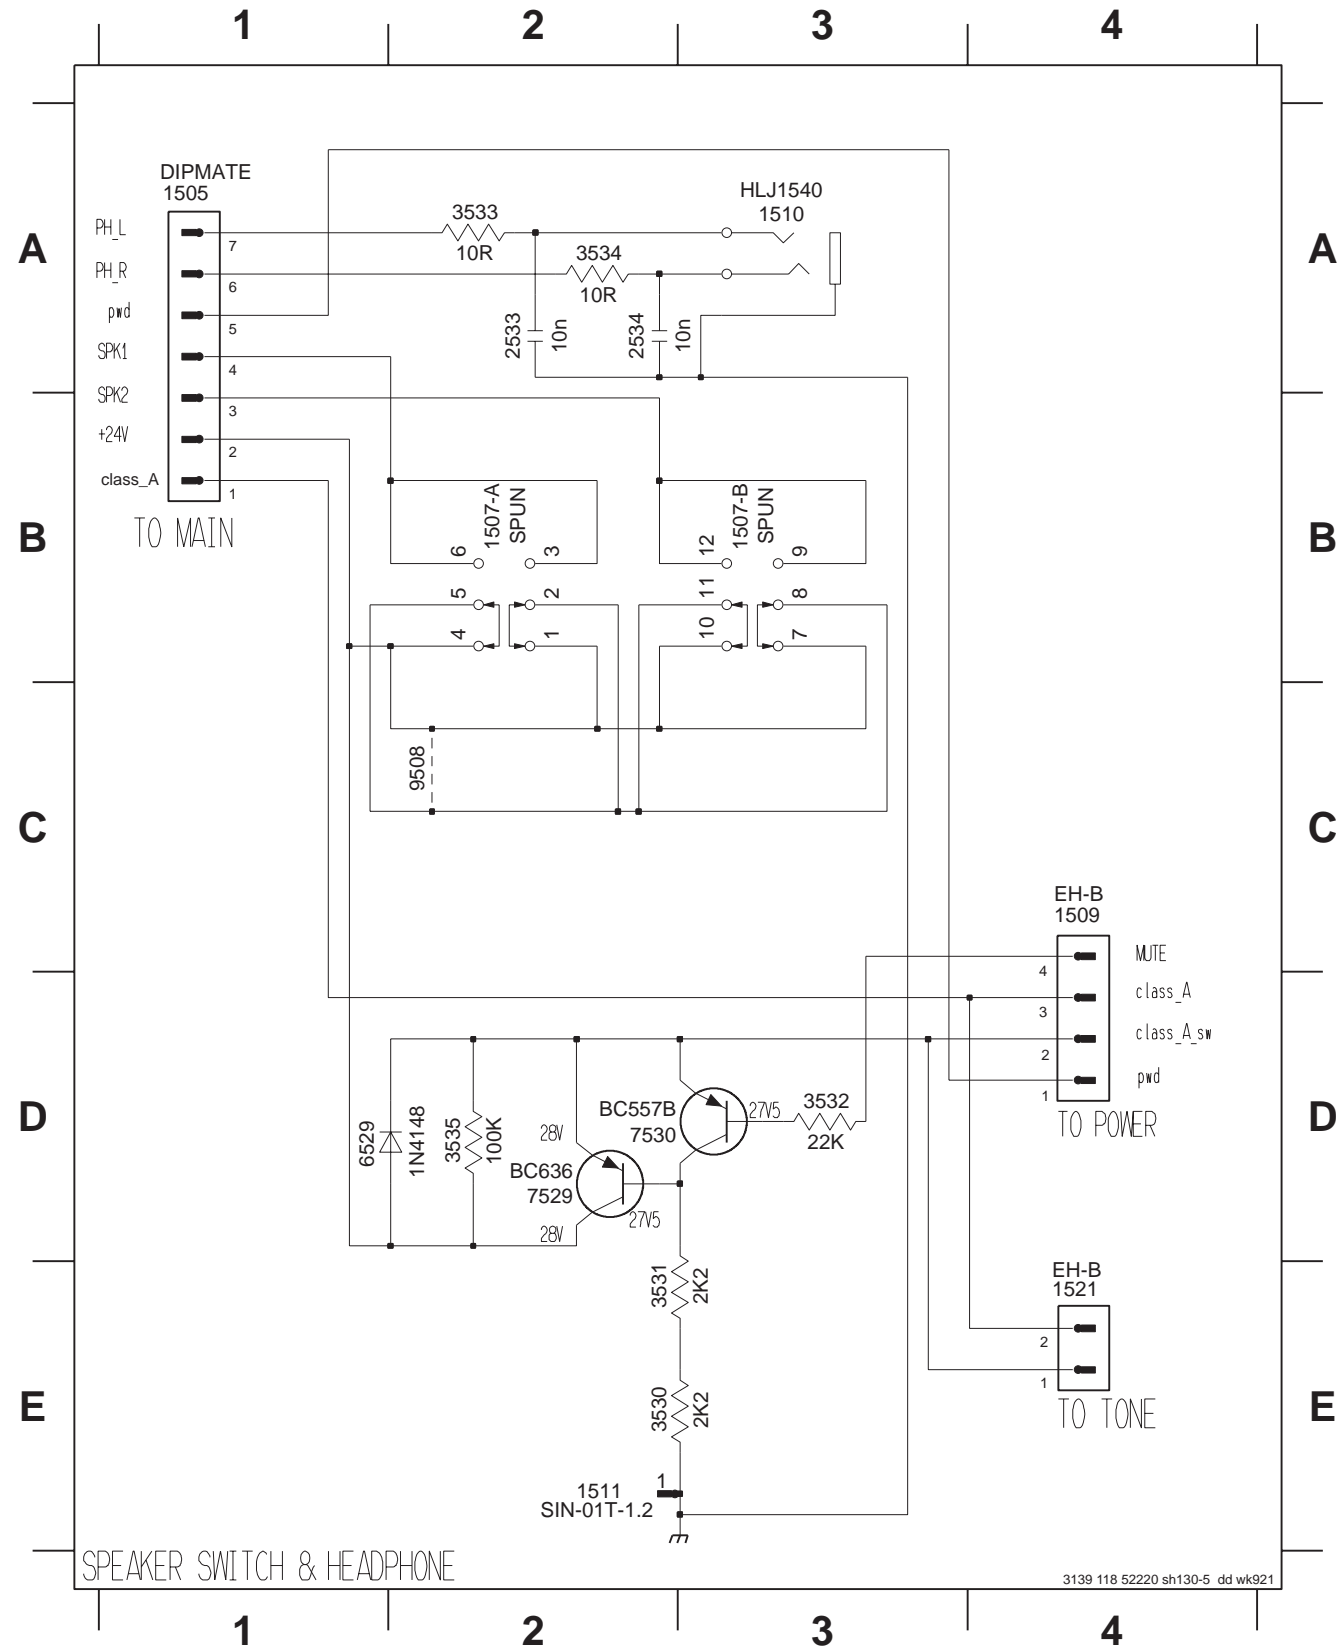 1 2 3 4
A A
DIPMATE
1505
PH_L
7
PH_R
6
pwd
5
SPK1
4
SPK2
3
+24V
2
class_A
1
TO MAIN
3533
10R
3534
10R
2533
10n
2534
10n
HLJ1540
1510
B B
1507-A
SPUN
6 3
5 2
4 1
1507-B
SPUN
12 9
11 8
10 7
9508
C C
EH-B
1509
4 MUTE
3 class_A
2 class_A_sw
1 pwd
TO POWER
D D
6529
1N4148
3535
100K
28V
BC636
7529
28V
27V5
BC557B
7530
27V5
3532
22K
3531
2K2
3530
2K2
EH-B
1521
2
1
TO TONE
E E
1
1511
SIN-01T-1.2
SPEAKER SWITCH & HEADPHONE
3139 118 52220 sh130-5 dd wk921
1 2 3 4